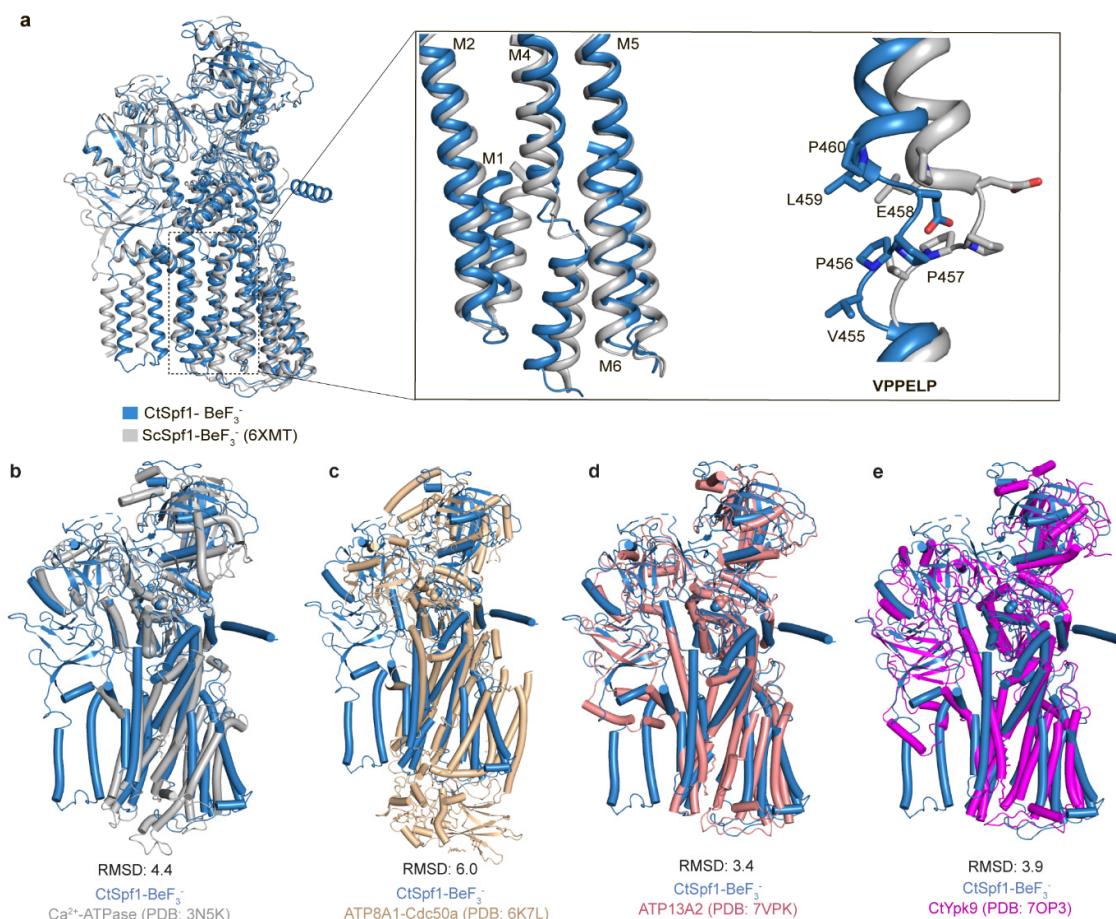 a
M2
M4
M5
M1
M6
P460
L459
E458
P456
P457
V455
VPPELP
CtSpf1- BeF₃⁻
ScSpf1-BeF₃⁻ (6XMT)
b
c
d
e
RMSD: 4.4
CtSpf1-BeF₃⁻
Ca²⁺-ATPase (PDB: 3N5K)
RMSD: 6.0
CtSpf1-BeF₃⁻
ATP8A1-Cdc50a (PDB: 6K7L)
RMSD: 3.4
CtSpf1-BeF₃⁻
ATP13A2 (PDB: 7VPK)
RMSD: 3.9
CtSpf1-BeF₃⁻
CtYpk9 (PDB: 7OP3)